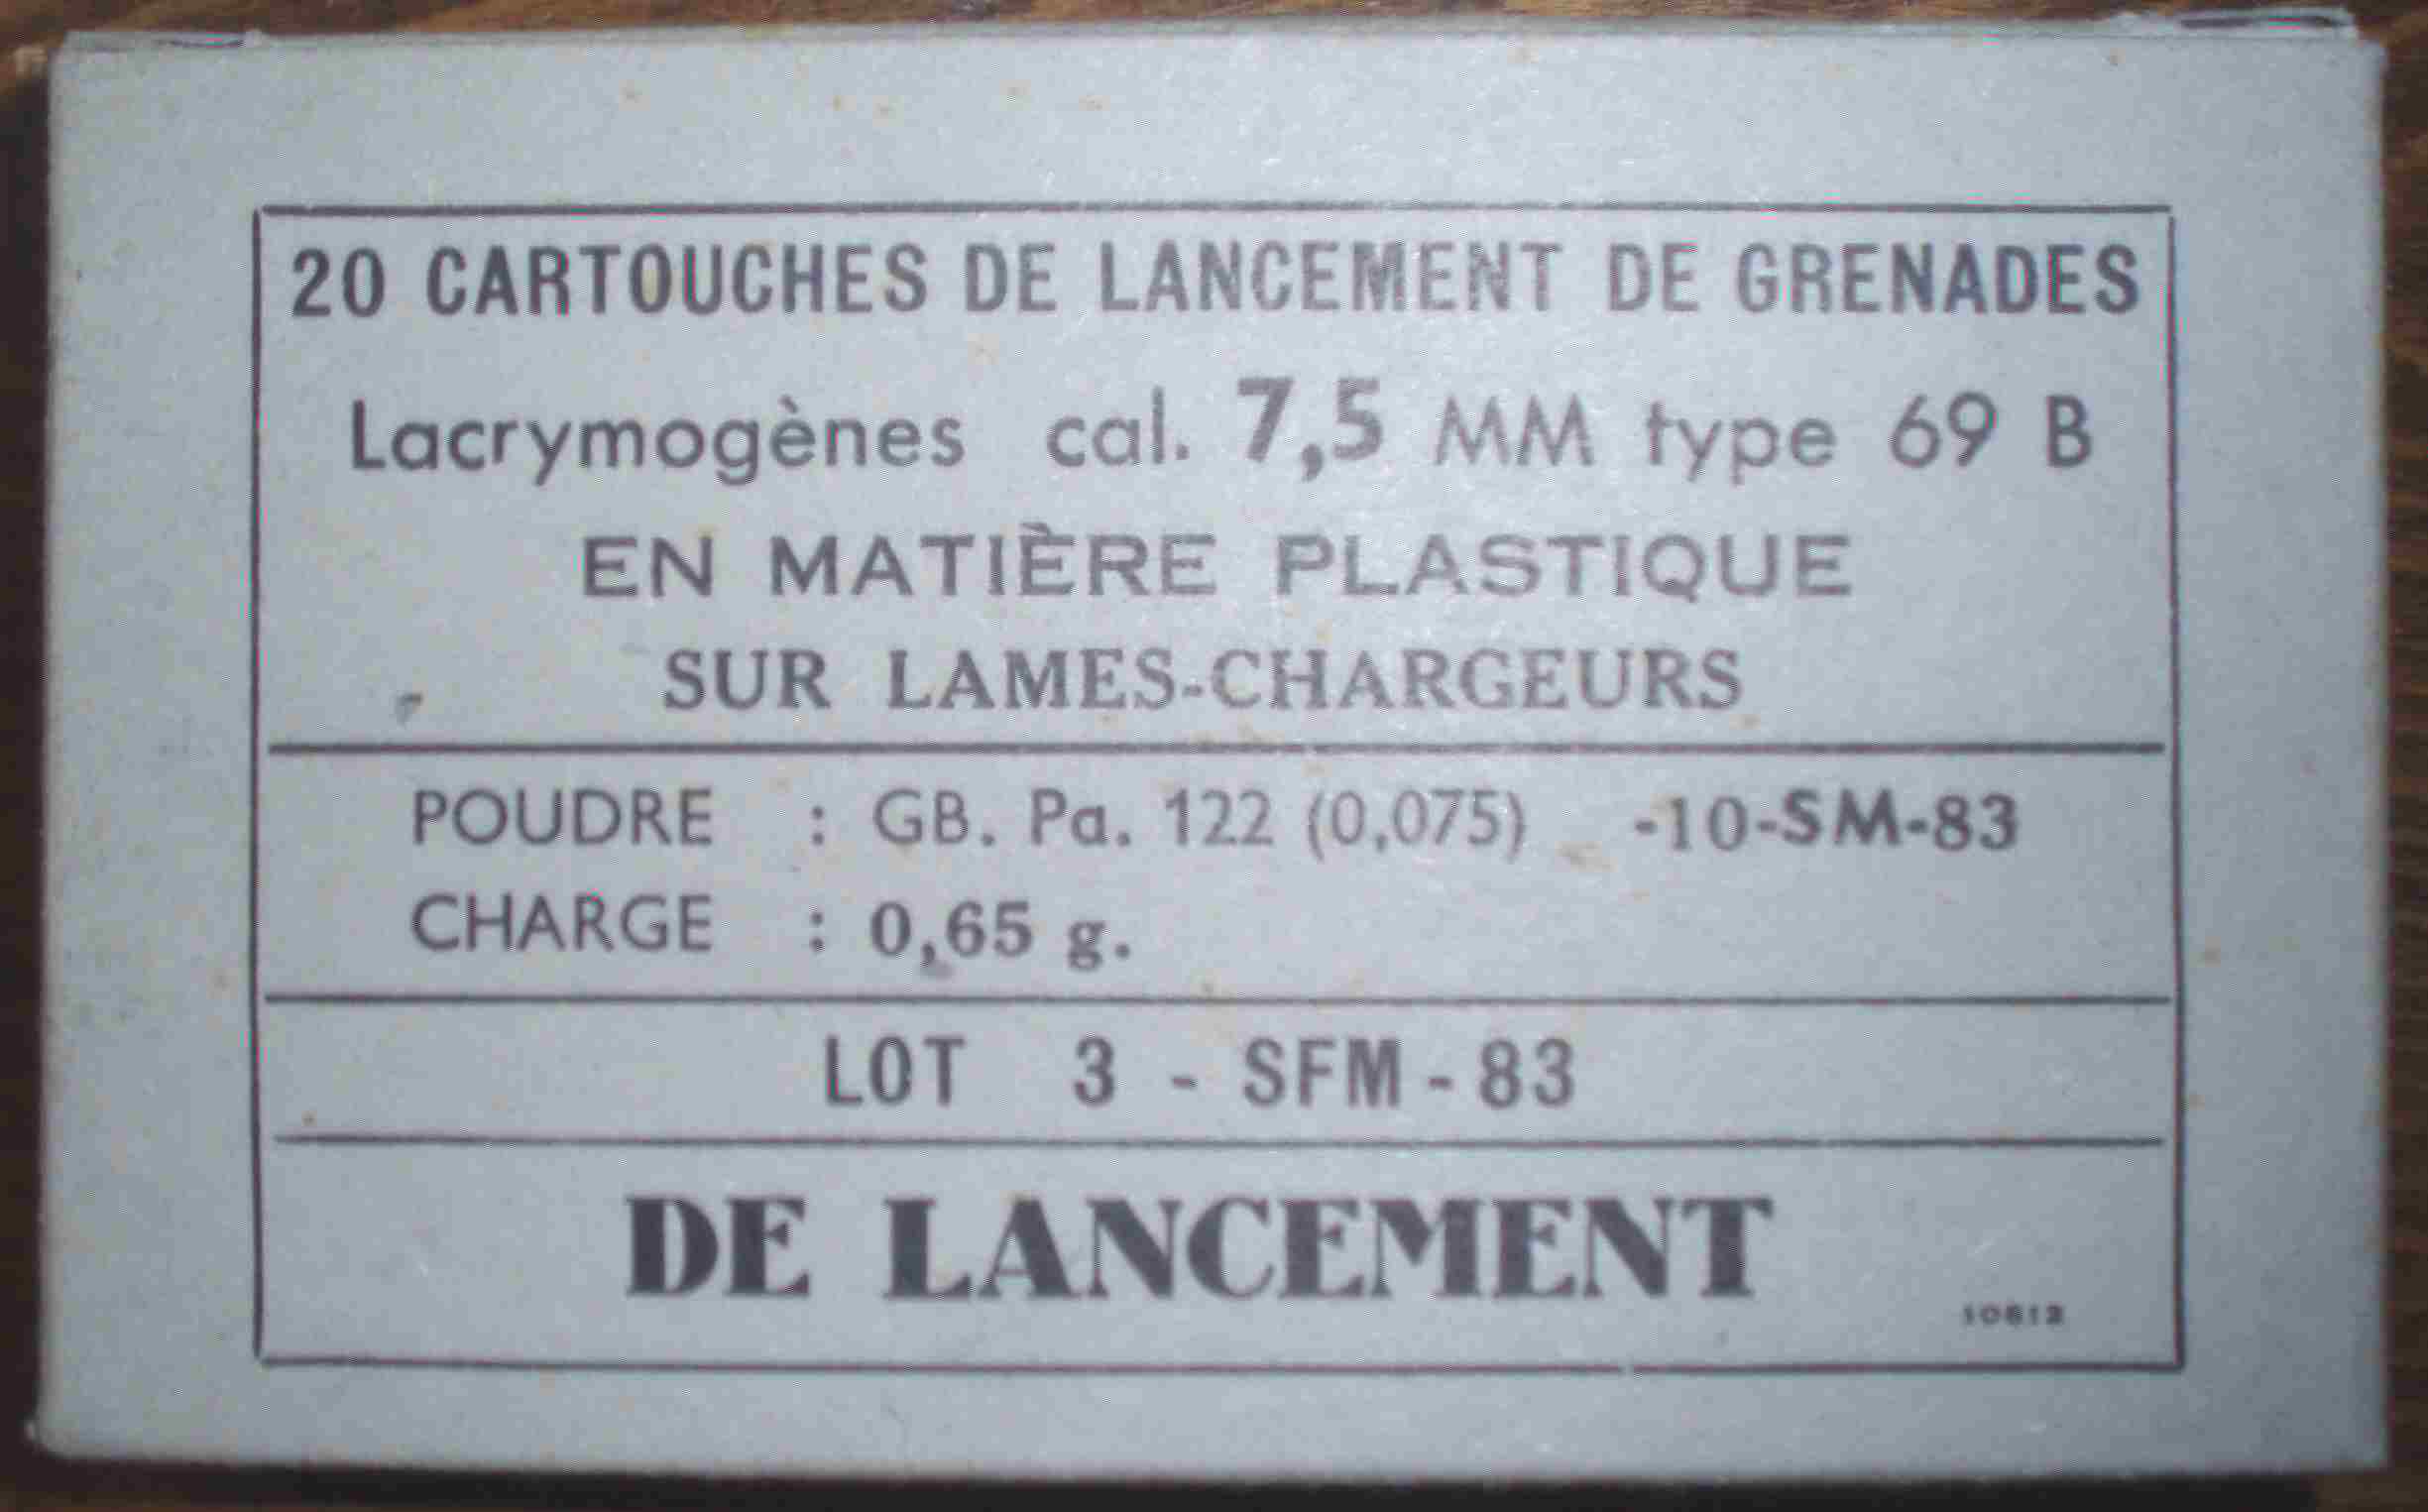 20 CARTOUCHES DE LANCEMENT DE GRENADES
Lacrymogènes cal. 7,5 MM type 69 B
EN MATIÈRE PLASTIQUE
SUR LAMES-CHARGEURS
POUDRE : GB. Pa. 122 (0,075) -10-SM-83
CHARGE : 0,65 g.
LOT 3 - SFM - 83
DE LANCEMENT